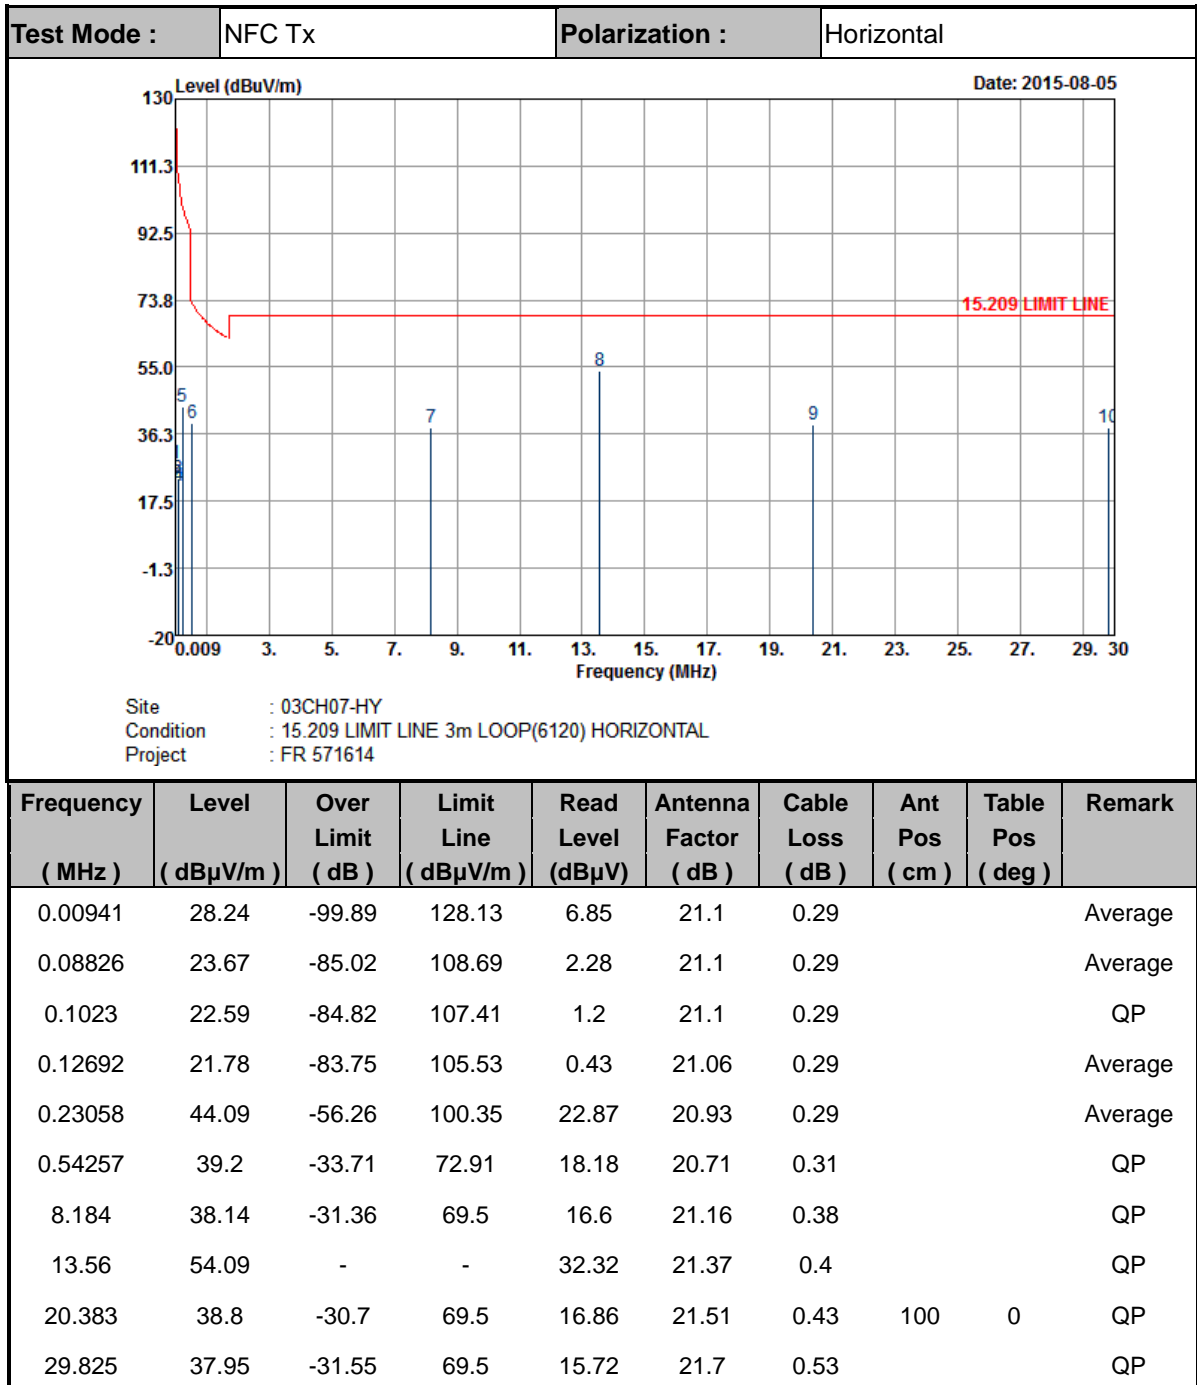 Test Mode : NFC Tx Polarization : Horizontal
Level (dBuV/m) Date: 2015-08-05
130
111.3
92.5
73.8
15.209 LIMIT LINE
55.0
8
5
6
7
9
10
36.3
17.5
-1.3
-20
0.009 3. 5. 7. 9. 11. 13. 15. 17. 19. 21. 23. 25. 27. 29. 30
Frequency (MHz)
Site : 03CH07-HY
Condition : 15.209 LIMIT LINE 3m LOOP(6120) HORIZONTAL
Project : FR 571614
Frequency Level Over Limit Read Antenna Cable Ant Table Remark
Limit Line Level Factor Loss Pos Pos
( MHz ) ( dBµV/m ) ( dB ) ( dBµV/m ) (dBµV) ( dB ) ( dB ) ( cm ) ( deg )
0.00941 28.24 -99.89 128.13 6.85 21.1 0.29 Average
0.08826 23.67 -85.02 108.69 2.28 21.1 0.29 Average
0.1023 22.59 -84.82 107.41 1.2 21.1 0.29 QP
0.12692 21.78 -83.75 105.53 0.43 21.06 0.29 Average
0.23058 44.09 -56.26 100.35 22.87 20.93 0.29 Average
0.54257 39.2 -33.71 72.91 18.18 20.71 0.31 QP
8.184 38.14 -31.36 69.5 16.6 21.16 0.38 QP
13.56 54.09 - - 32.32 21.37 0.4 QP
20.383 38.8 -30.7 69.5 16.86 21.51 0.43 100 0 QP
29.825 37.95 -31.55 69.5 15.72 21.7 0.53 QP